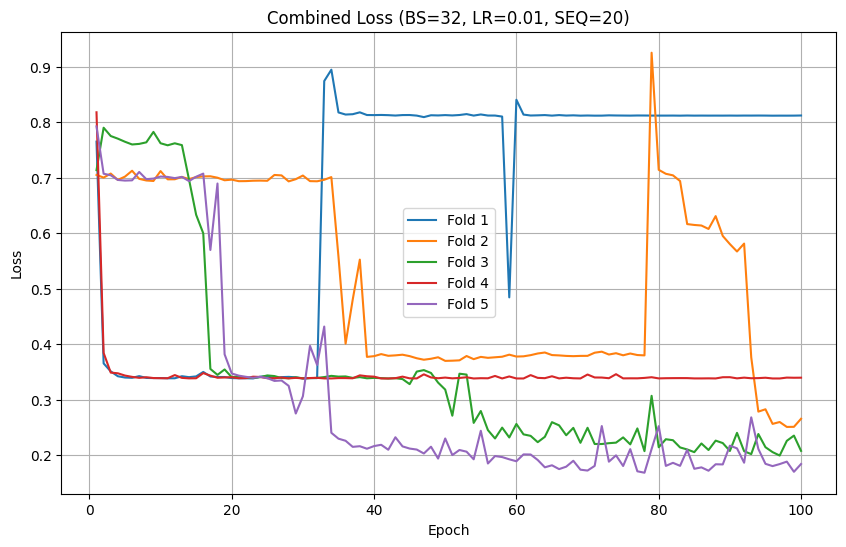 Combined Loss (BS=32, LR=0.01, SEQ=20)
Loss
0.9
0.8
0.7
0.6
0.5
0.4
0.3
0.2
Fold 1
Fold 2
Fold 3
Fold 4
Fold 5
0
20
40
60
80
100
Epoch